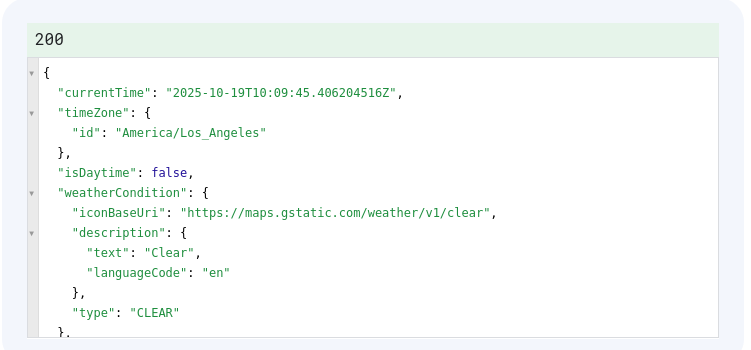 200
{
  "currentTime": "2025-10-19T10:09:45.406204516Z",
  "timeZone": {
    "id": "America/Los_Angeles"
  },
  "isDaytime": false,
  "weatherCondition": {
    "iconBaseUri": "https://maps.gstatic.com/weather/v1/clear",
    "description": {
      "text": "Clear",
      "languageCode": "en"
    },
    "type": "CLEAR"
  },